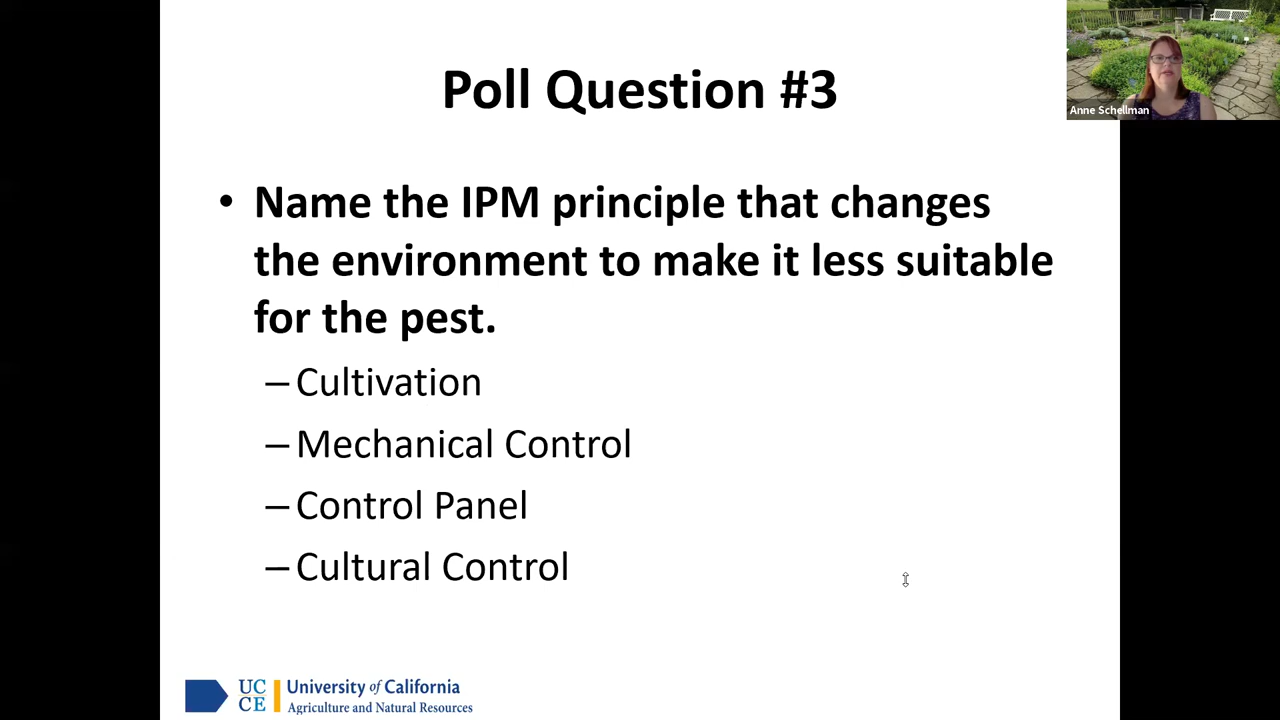 Poll Question #3
Anne Schellman
• Name the IPM principle that changes
the environment to make it less suitable
for the pest.
– Cultivation
– Mechanical Control
– Control Panel
– Cultural Control
UC
CE
University of California
Agriculture and Natural Resources